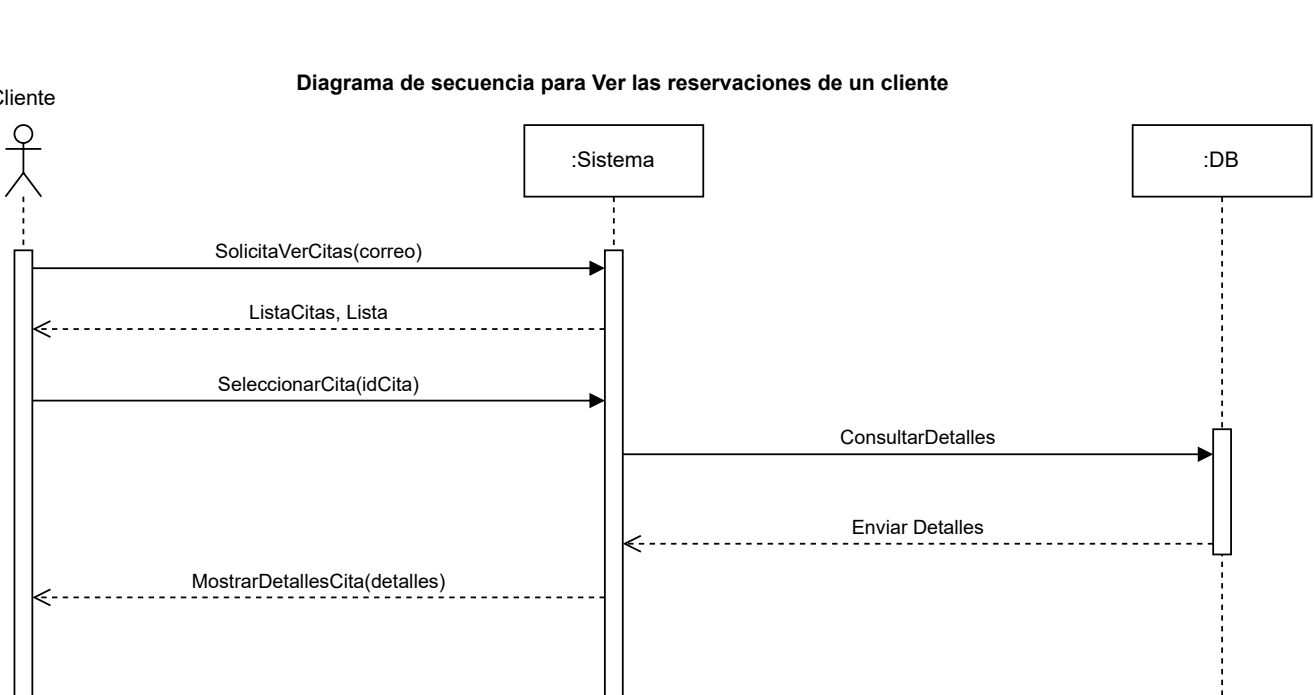 Diagrama de secuencia para Ver las reservaciones de un cliente
Cliente
:Sistema
:DB
SolicitaVerCitas(correo)
ListaCitas, Lista
SeleccionarCita(idCita)
ConsultarDetalles
Enviar Detalles
MostrarDetallesCita(detalles)